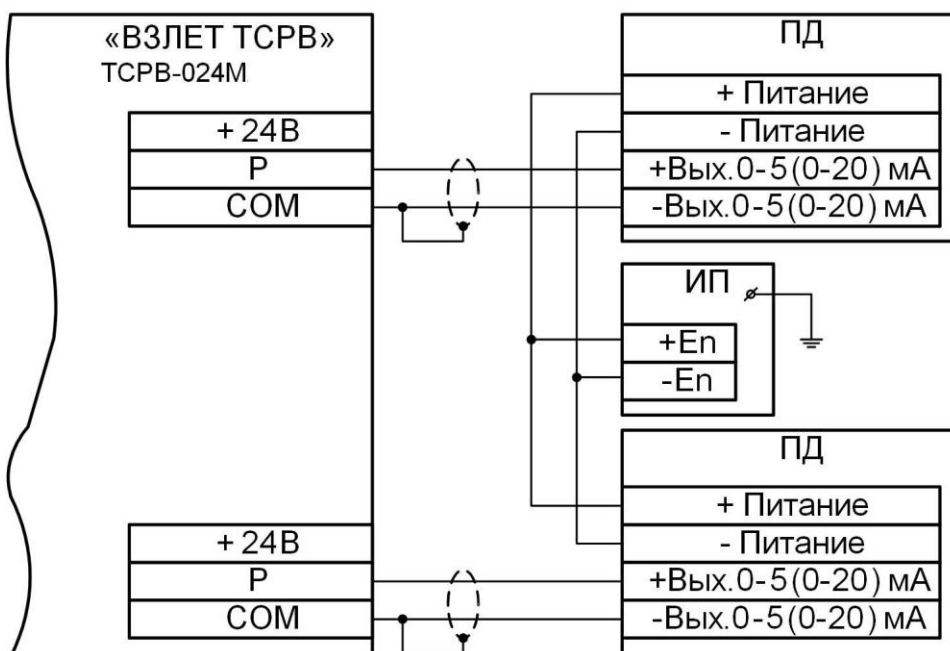 «ВЗЛЕТ ТСРВ»
ТСРВ-024М
+ 24В
Р
СОМ
ПД
+ Питание
- Питание
+Вых.0-5(0-20) мА
-Вых.0-5(0-20) мА
ИП
+Еп
-Еп
ПД
+ Питание
- Питание
+Вых.0-5(0-20) мА
-Вых.0-5(0-20) мА
+ 24В
Р
СОМ